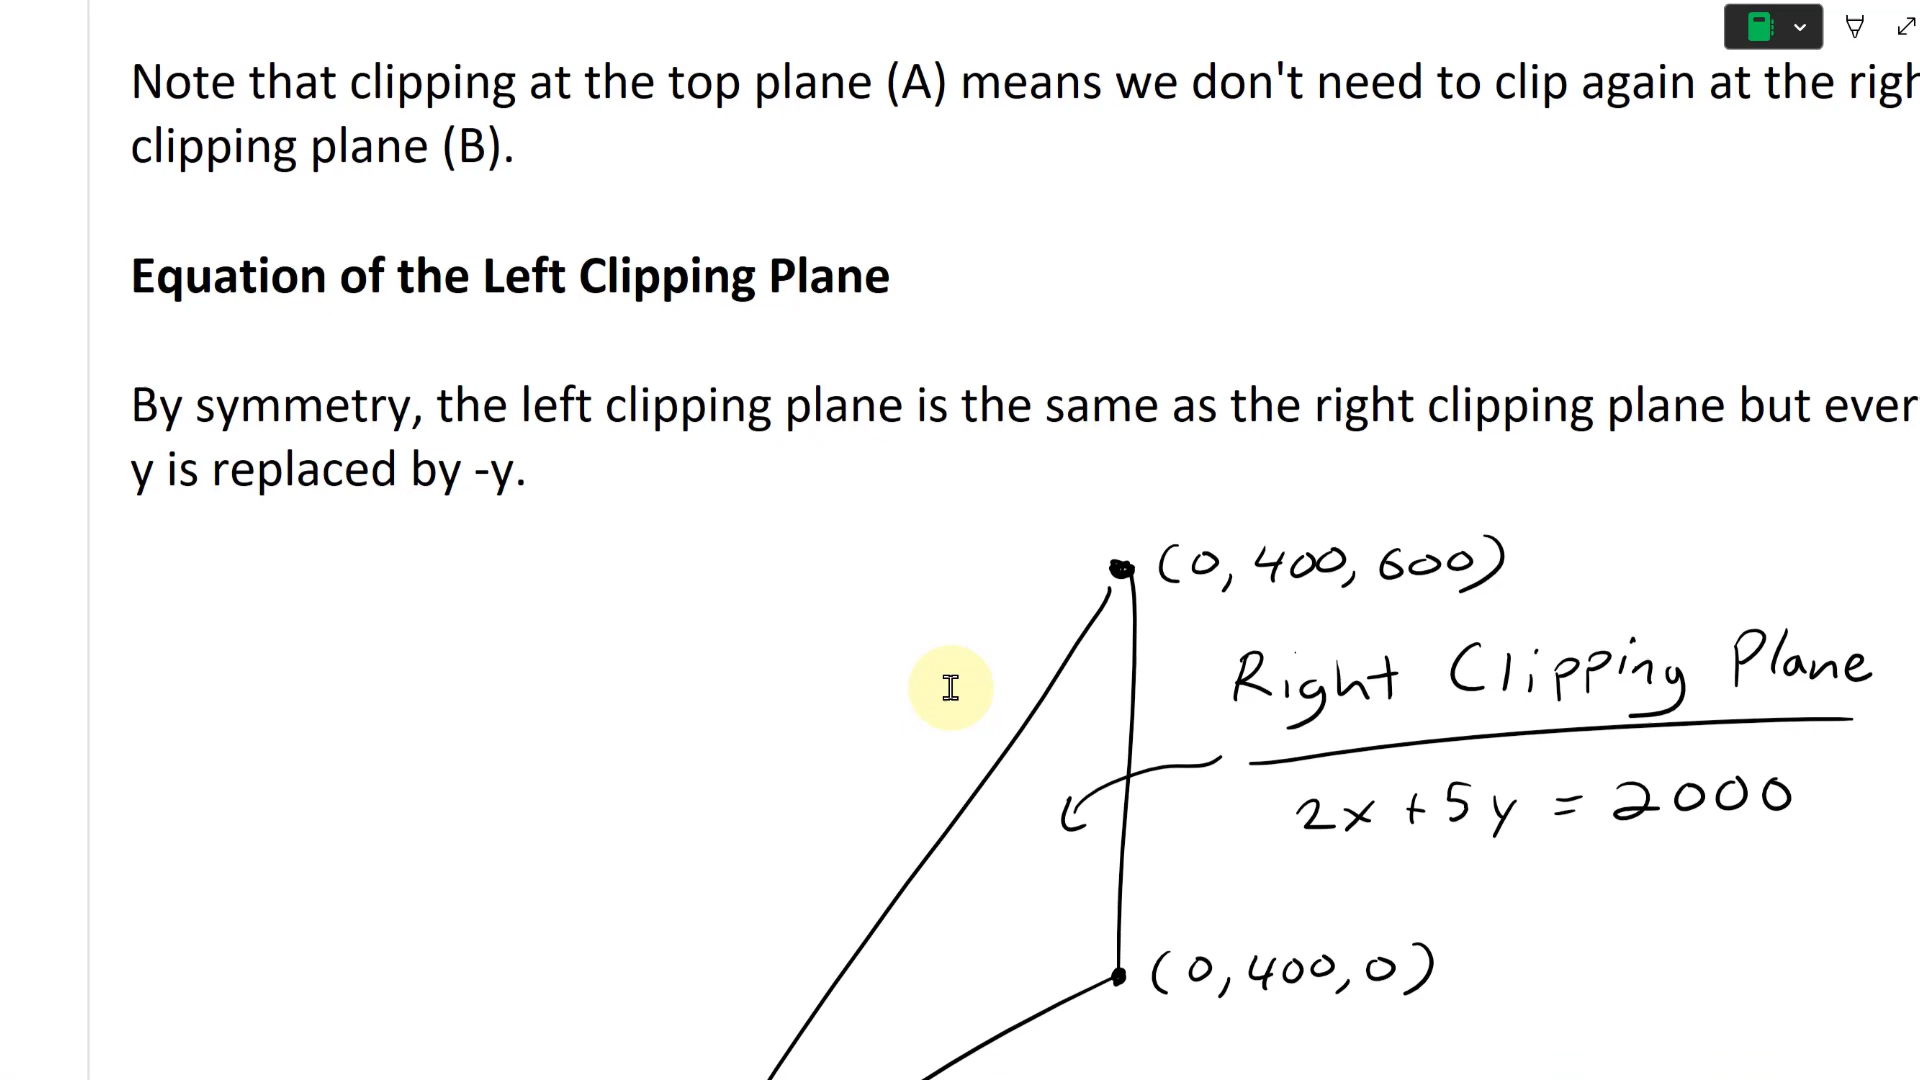 Note that clipping at the top plane (A) means we don't need to clip again at the
clipping plane (B).
Equation of the Left Clipping Plane
By symmetry, the left clipping plane is the same as the right clipping plane but
y is replaced by -y.
(0, 400, 600)
Right Clipping Plane
2x + 5y = 2000
(0, 400, 0)